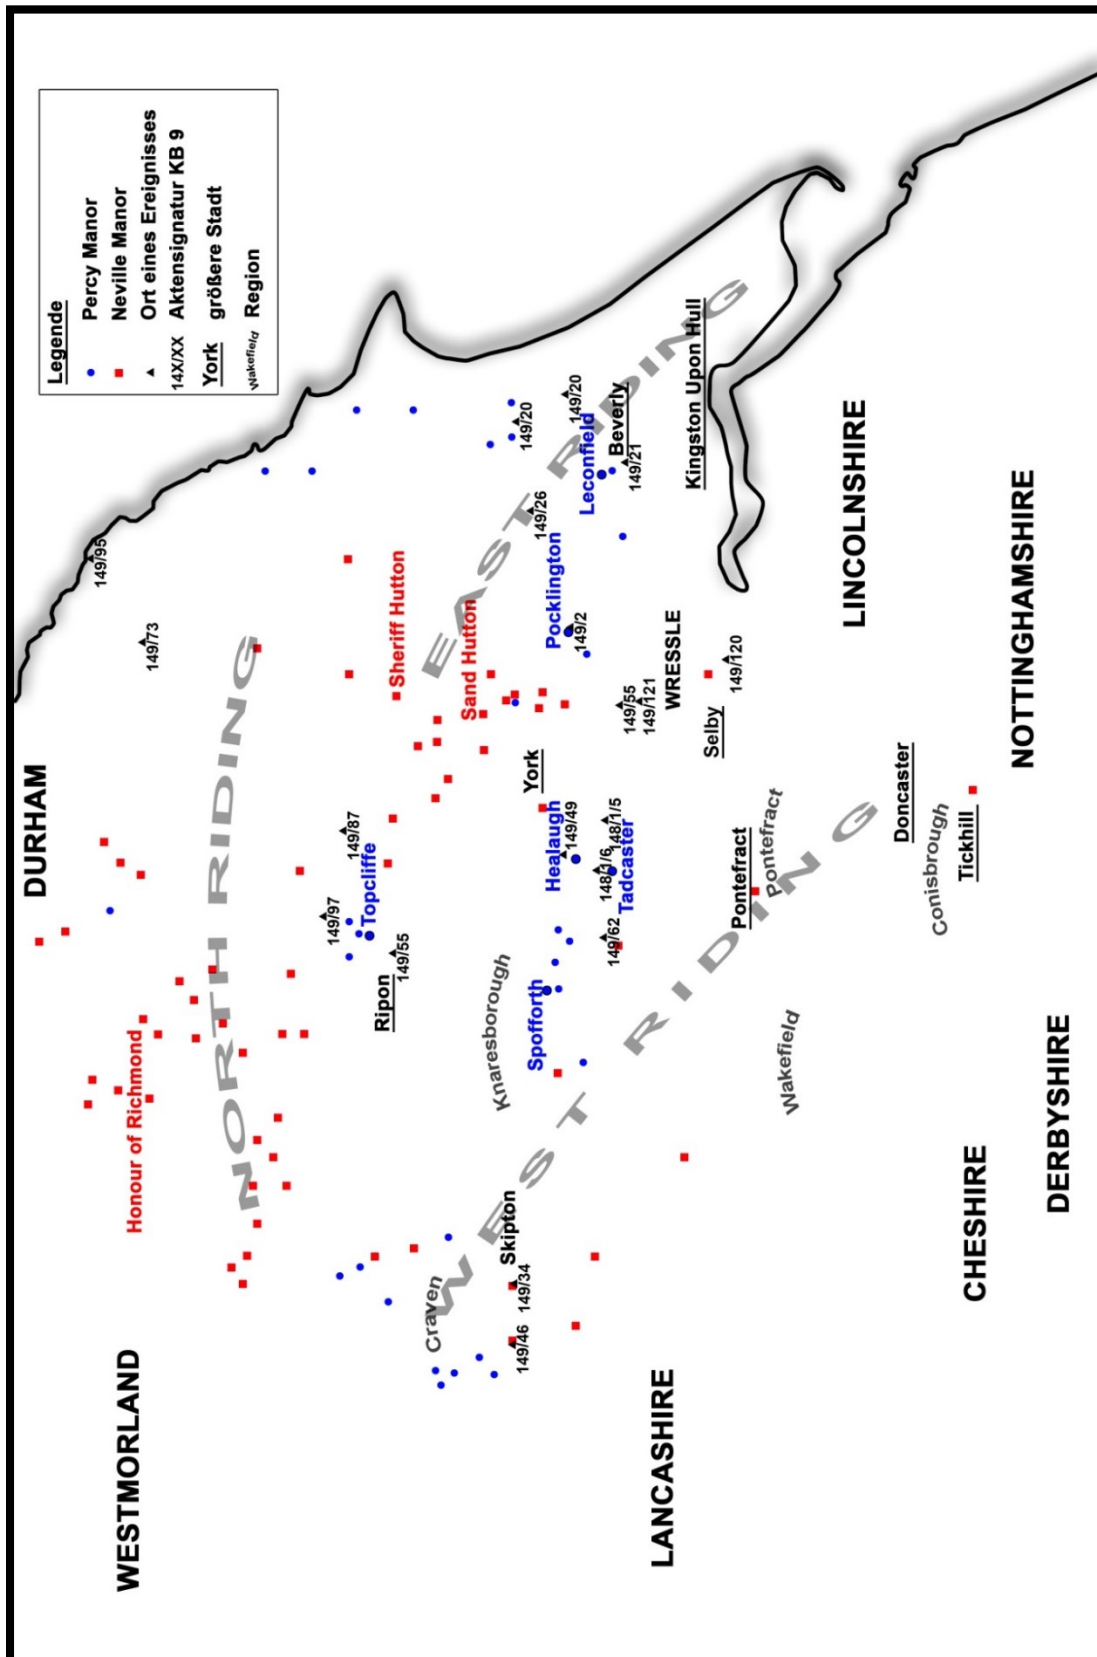 Legende
Percy Manor
Neville Manor
Ort eines Ereignisses
14X/XX Aktensignatur KB 9
York größere Stadt
Wakefield Region
DURHAM
WESTMORLAND
NORTH RIDING
Honour of Richmond
149/95
149/73
149/97
149/87
Topcliffe
149/55
Ripon
Sheriff Hutton
Sand Hutton
EAST RIDING
149/20
149/20
149/26
Leconfield
Beverly
149/21
Pocklington
149/2
Kingston Upon Hull
Craven
Skipton
149/46
149/34
WEST RIDING
Knaresborough
Spofforth
York
Healaugh
149/49
148/1/6
148/1/5
Tadcaster
149/62
149/55
149/121
WRESSLE
149/120
Selby
Pontefract
Pontefract
Wakefield
Doncaster
Conisbrough
Tickhill
LANCASHIRE
CHESHIRE
DERBYSHIRE
NOTTINGHAMSHIRE
LINCOLNSHIRE